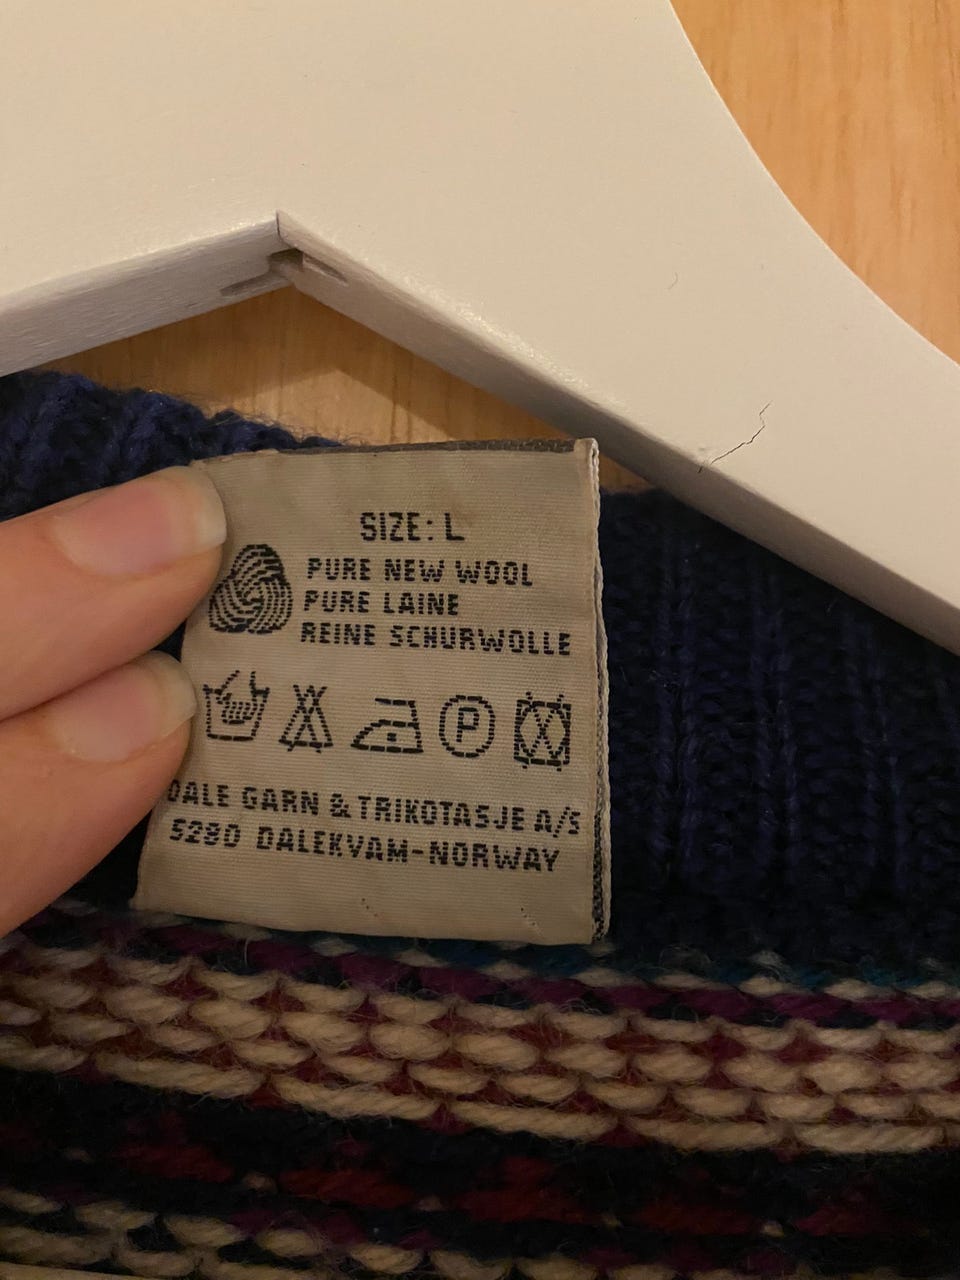 SIZE: L
PURE NEW WOOL
PURE LAINE
REINE SCHURWOLLE
P
DALE GARN & TRIKOTASJE A/S
5280 DALEKVAM-NORWAY